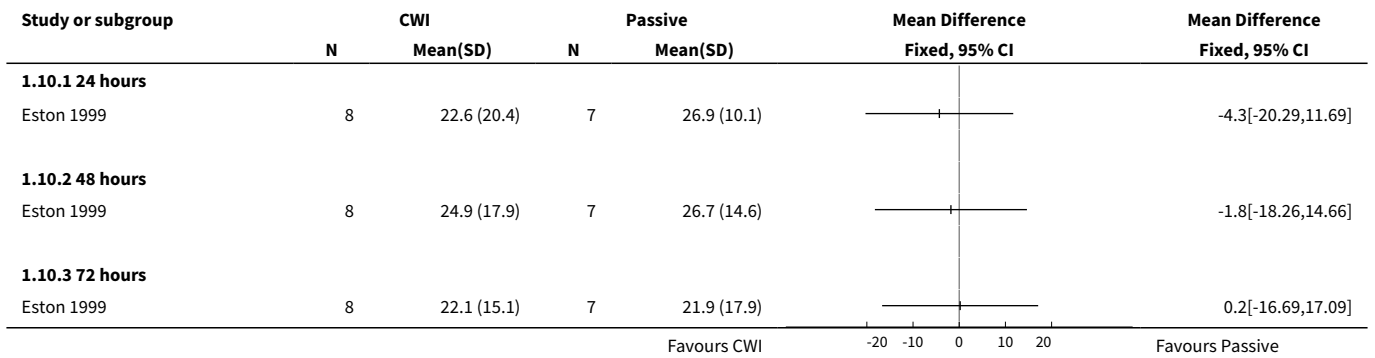 Study or subgroup CWI Passive Mean Difference Mean Difference
N Mean(SD) N Mean(SD) Fixed, 95% CI Fixed, 95% CI
1.10.1 24 hours
Eston 1999 8 22.6 (20.4) 7 26.9 (10.1) -4.3[-20.29,11.69]
1.10.2 48 hours
Eston 1999 8 24.9 (17.9) 7 26.7 (14.6) -1.8[-18.26,14.66]
1.10.3 72 hours
Eston 1999 8 22.1 (15.1) 7 21.9 (17.9) 0.2[-16.69,17.09]
Favours CWI -20 -10 0 10 20 Favours Passive